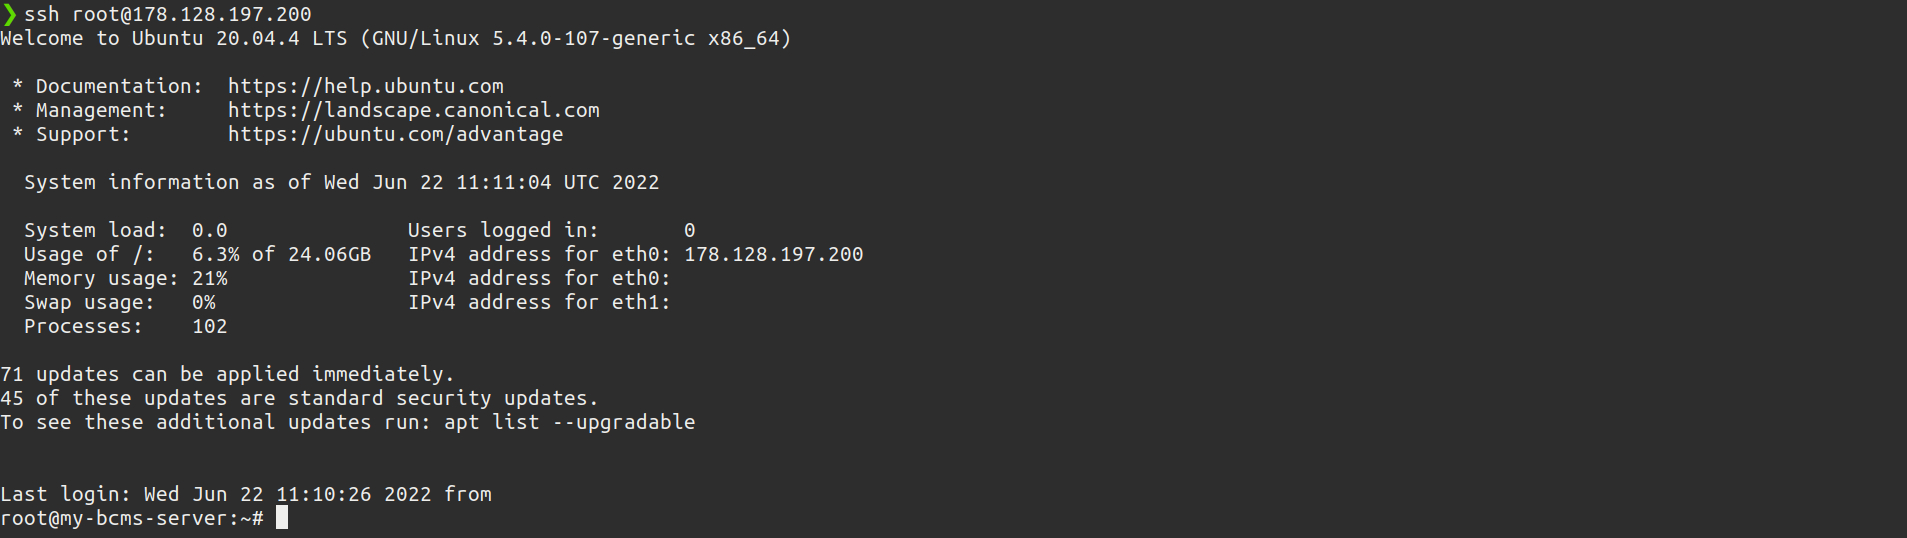 ❯ ssh root@178.128.197.200
Welcome to Ubuntu 20.04.4 LTS (GNU/Linux 5.4.0-107-generic x86_64)

 * Documentation:  https://help.ubuntu.com
 * Management:     https://landscape.canonical.com
 * Support:        https://ubuntu.com/advantage

  System information as of Wed Jun 22 11:11:04 UTC 2022

  System load:  0.0               Users logged in:       0
  Usage of /:   6.3% of 24.06GB   IPv4 address for eth0: 178.128.197.200
  Memory usage: 21%               IPv4 address for eth0:
  Swap usage:   0%                IPv4 address for eth1:
  Processes:    102

71 updates can be applied immediately.
45 of these updates are standard security updates.
To see these additional updates run: apt list --upgradable


Last login: Wed Jun 22 11:10:26 2022 from
root@my-bcms-server:~#